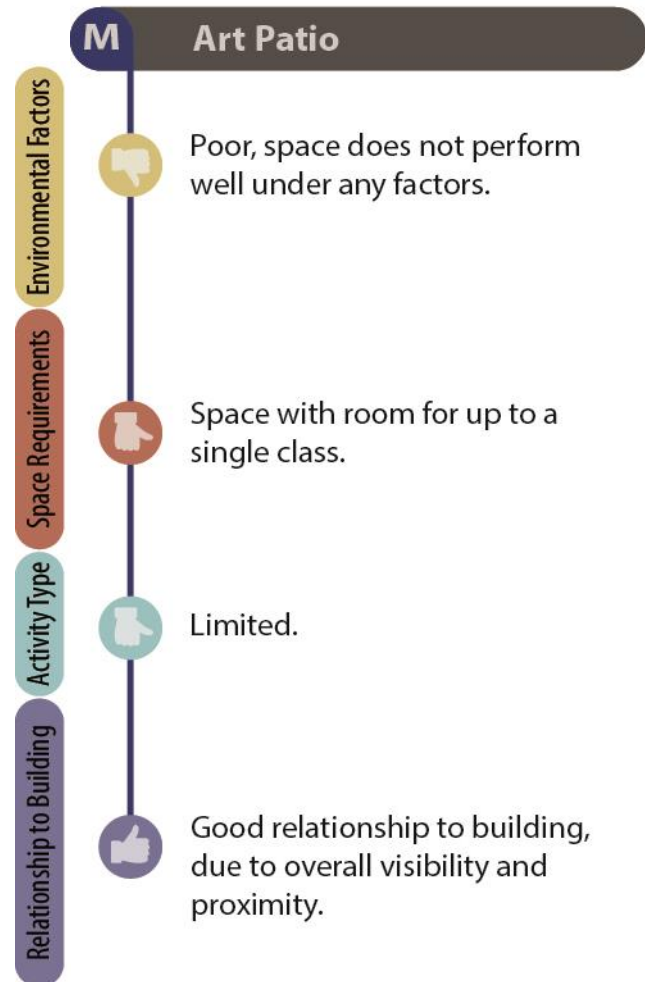 M Art Patio
Environmental Factors
Poor, space does not perform
well under any factors.
Space Requirements
Space with room for up to a
single class.
Activity Type
Limited.
Relationship to Building
Good relationship to building,
due to overall visibility and
proximity.